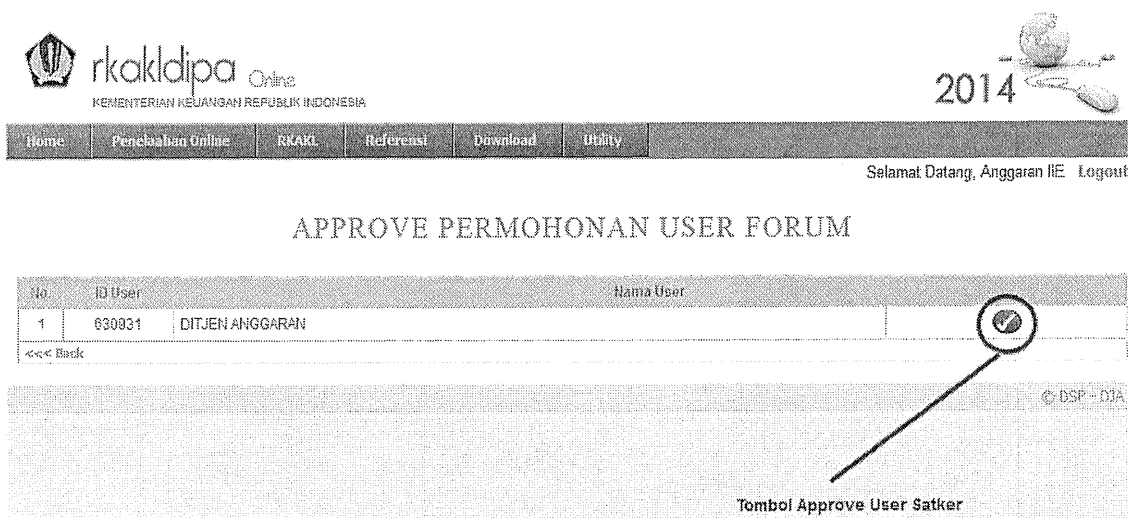 rkakldipa Online
KEMENTERIAN KEUANGAN REPUBLIK INDONESIA
2014
Home Penelaahan Online RKAKL Referensi Download Utility
Selamat Datang, Anggaran IIE Logout
APPROVE PERMOHONAN USER FORUM
No. ID User Nama User
1 630931 DITJEN ANGGARAN
<<< Back
© DSP - DJA
Tombol Approve User Satker